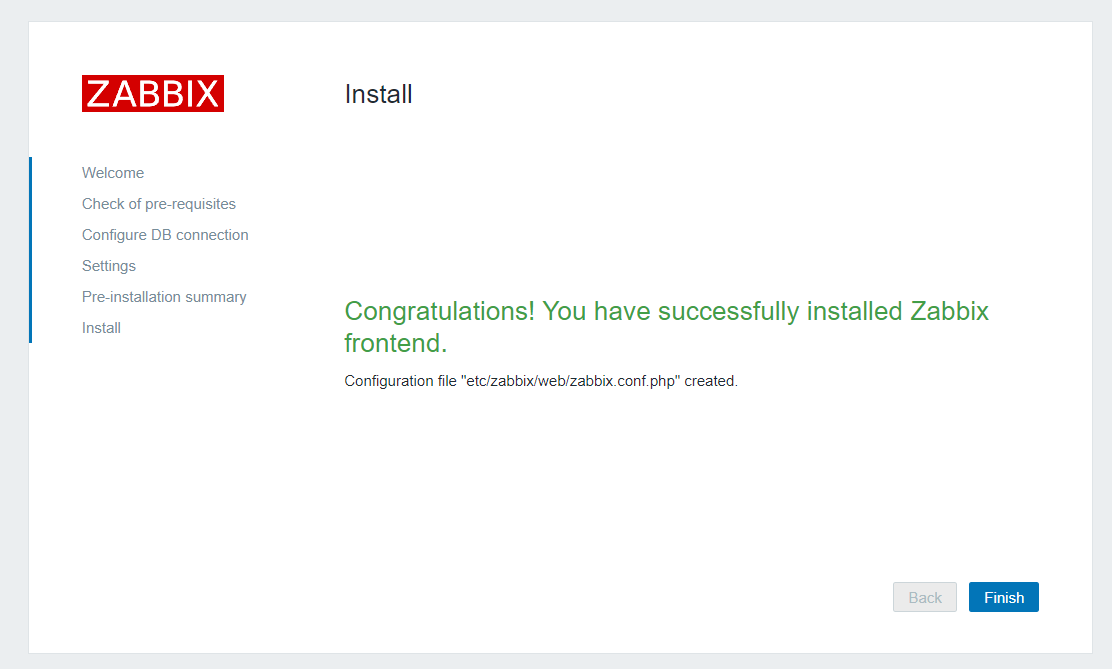 ZABBIX
Install
Welcome
Check of pre-requisites
Configure DB connection
Settings
Pre-installation summary
Install
Congratulations! You have successfully installed Zabbix
frontend.
Configuration file "etc/zabbix/web/zabbix.conf.php" created.
Back
Finish